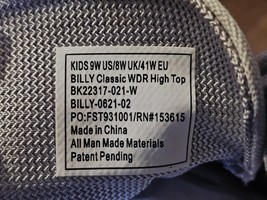 KIDS 9W US/8W UK/41W EU
BILLY Classic WDR High Top
BK22317-021-W
BILLY-0621-02
PO:FST931001/RN#153615
Made in China
All Man Made Materials
Patent Pending